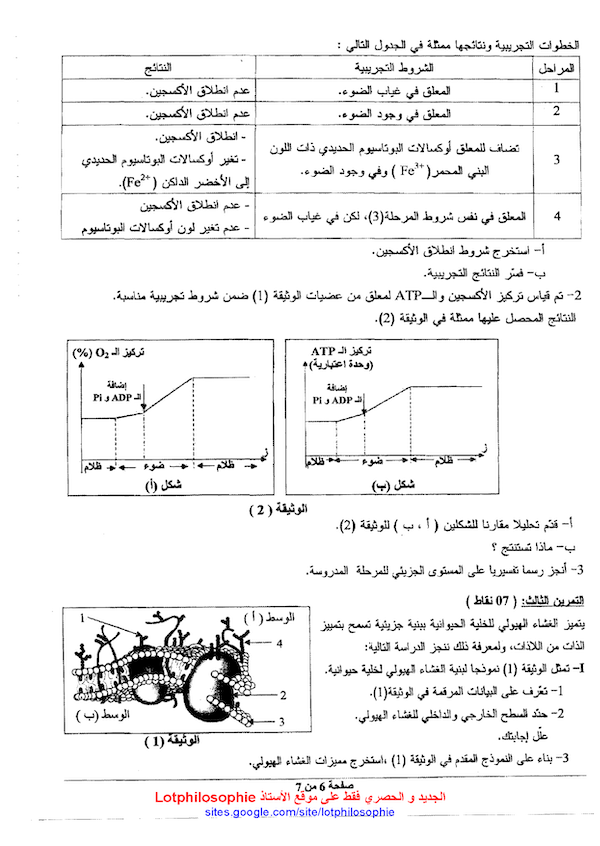 الخطوات التجريبية ونتائجها ممثلة في الجدول التالي :
المراحل الشروط التجريبية النتائج
1 المعلق في غياب الضوء. عدم انطلاق الأكسجين.
2 المعلق في وجود الضوء. عدم انطلاق الأكسجين.
3 تضاف للمعلق أوكسالات البوتاسيوم الحديدي ذات اللون البني المحمر( Fe3+ ) وفي وجود الضوء. - انطلاق الأكسجين.
- تغير أوكسالات البوتاسيوم الحديدي
إلى الأخضر الداكن (Fe2+).
4 المعلق في نفس شروط المرحلة(3)، لكن في غياب الضوء - عدم انطلاق الأكسجين
- عدم تغير لون أوكسالات البوتاسيوم
أ- استخرج شروط انطلاق الأكسجين.
ب- فسّر النتائج التجريبية.
2- تم قياس تركيز الأكسجين والـــATP لمعلق من عضيات الوثيقة (1) ضمن شروط تجريبية مناسبة.
النتائج المحصل عليها ممثلة في الوثيقة (2).
تركيز الـ O2 (%)
إضافة
الـ ADP و Pi
ز
ظلام ضوء ظلام
شكل (أ)
تركيز الـ ATP
(وحدة اعتبارية)
إضافة
الـ ADP و Pi
ز
ظلام ضوء ظلام
شكل (ب)
الوثيقة ( 2 )
أ- قدّم تحليلا مقارنا للشكلين ( أ ، ب ) للوثيقة (2).
ب- ماذا تستنتج ؟
3- أنجز رسما تفسيريا على المستوى الجزيئي للمرحلة المدروسة.
التمرين الثالث: ( 07 نقاط )
يتميز الغشاء الهيولي للخلية الحيوانية ببنية جزيئية تسمح بتمييز
الذات من اللاذات، ولمعرفة ذلك ننجز الدراسة التالية:
I- تمثل الوثيقة (1) نموذجا لبنية الغشاء الهيولي لخلية حيوانية.
1- تعرّف على البيانات المرقمة في الوثيقة(1).
2- حدّد السطح الخارجي والداخلي للغشاء الهيولي.
علّل إجابتك.
3- بناء على النموذج المقدم في الوثيقة (1) ،استخرج مميزات الغشاء الهيولي.
1
الوسط ( أ )
4
2
3
الوسط ( ب )
الوثيقة ( 1 )
صفحة 6 من 7
الجديد و الحصري فقط على موقع الأستاذ Lotphilosophie
sites.google.com/site/lotphilosophie